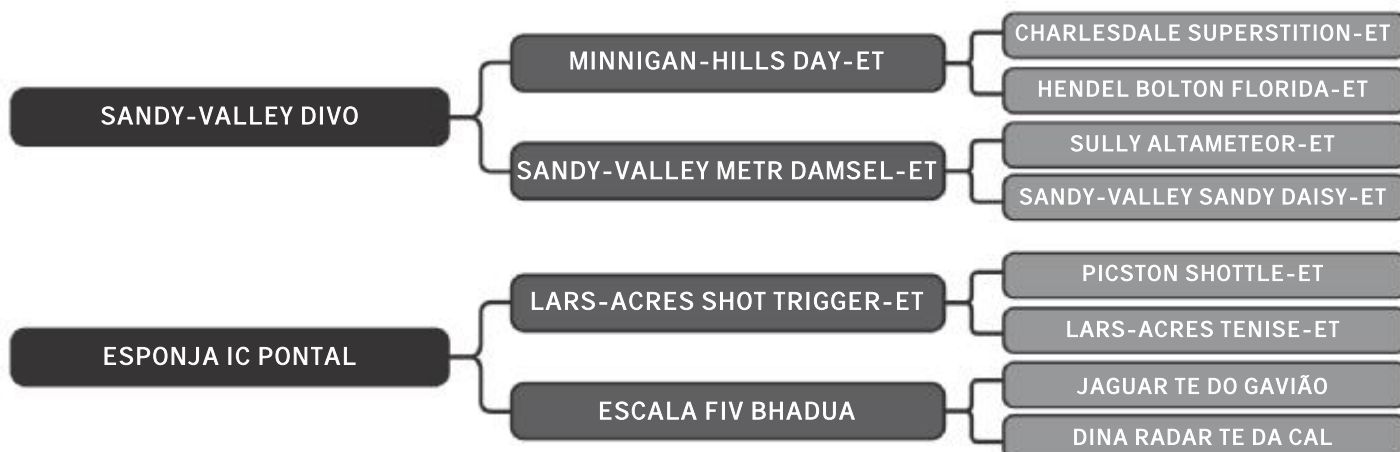 SANDY-VALLEY DIVO
MINNIGAN-HILLS DAY-ET
CHARLESDALE SUPERSTITION-ET
HENDEL BOLTON FLORIDA-ET
SANDY-VALLEY METR DAMSEL-ET
SULLY ALTAMETEOR-ET
SANDY-VALLEY SANDY DAISY-ET
ESPONJA IC PONTAL
LARS-ACRES SHOT TRIGGER-ET
PICSTON SHOTTLE-ET
LARS-ACRES TENISE-ET
ESCALA FIV BHADUA
JAGUAR TE DO GAVIÃO
DINA RADAR TE DA CAL